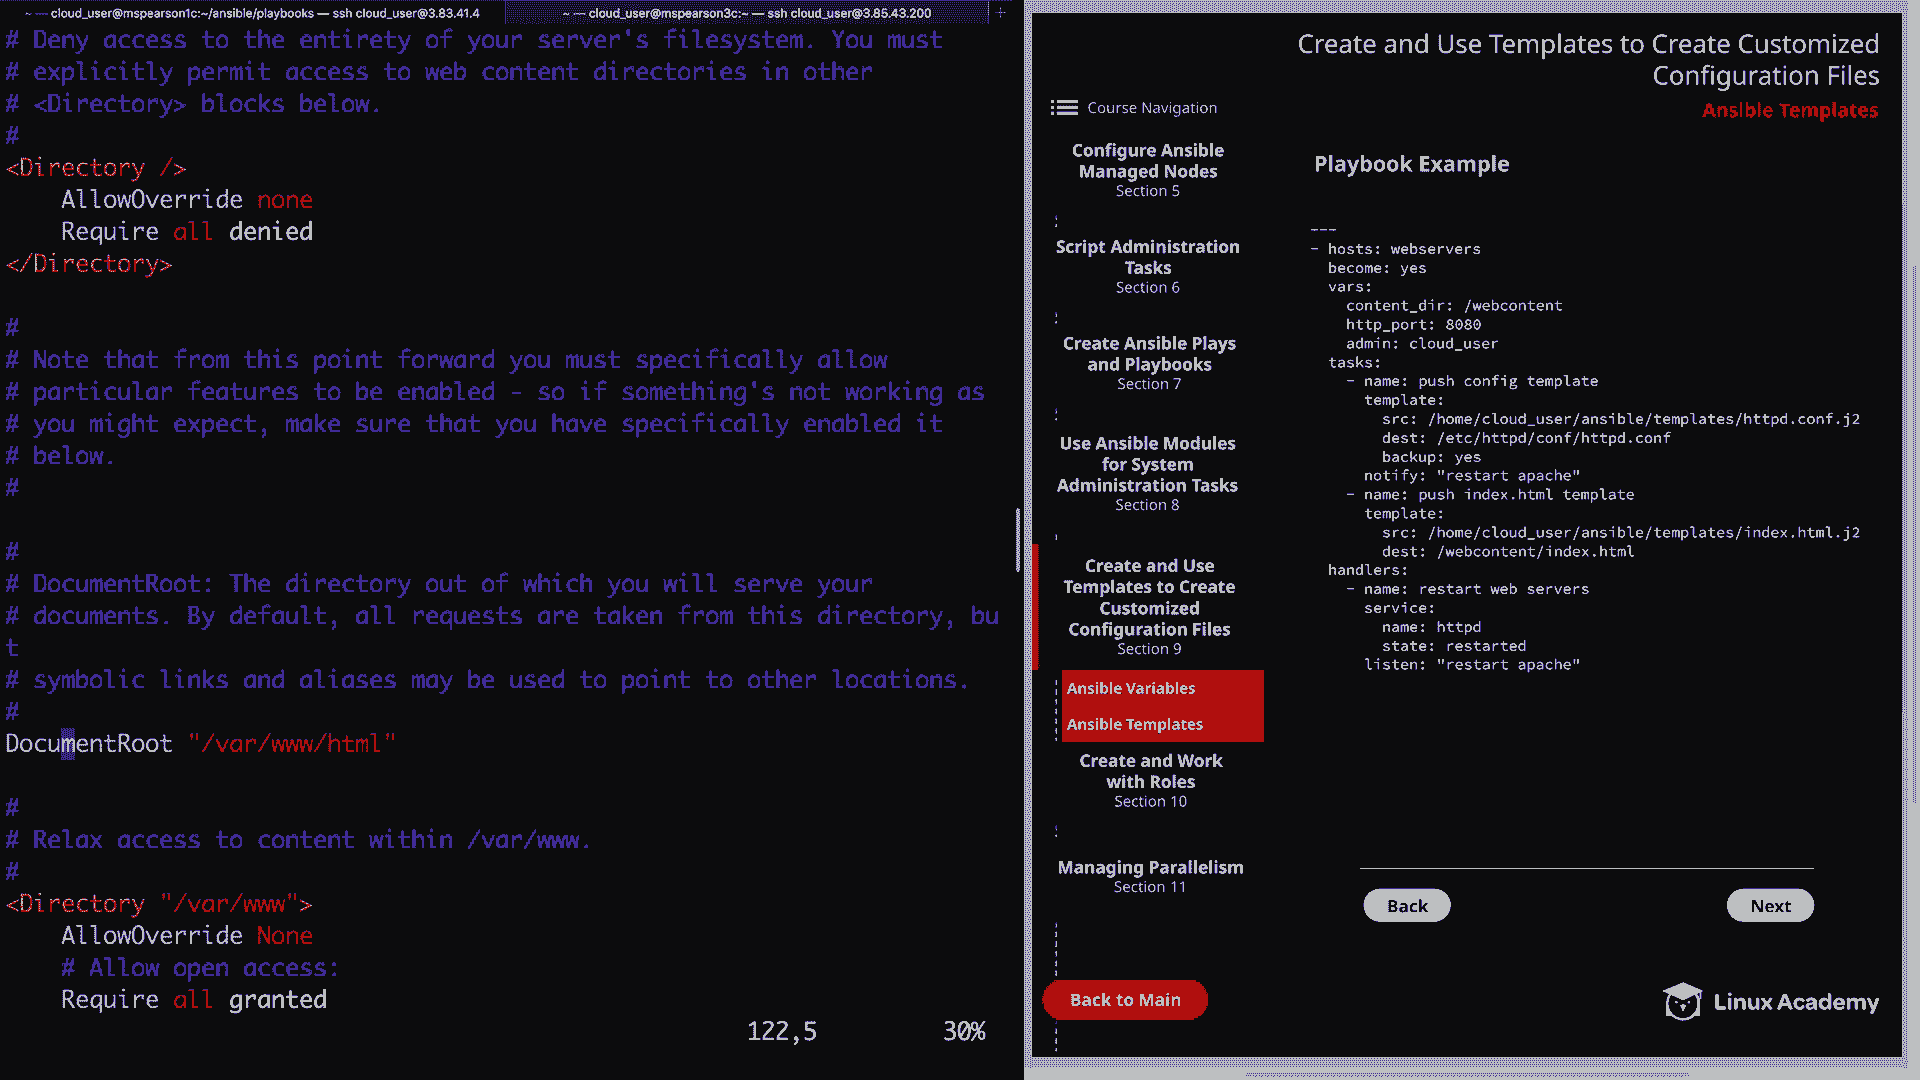 ~ — cloud_user@mspearson1c:~/ansible/playbooks — ssh cloud_user@3.83.41.4
~ — cloud_user@mspearson3c:~ — ssh cloud_user@3.85.43.200
+
# Deny access to the entirety of your server's filesystem. You must
# explicitly permit access to web content directories in other
# <Directory> blocks below.
#
<Directory />
    AllowOverride none
    Require all denied
</Directory>
#
# Note that from this point forward you must specifically allow
# particular features to be enabled - so if something's not working as
# you might expect, make sure that you have specifically enabled it
# below.
#
#
# DocumentRoot: The directory out of which you will serve your
# documents. By default, all requests are taken from this directory, bu
t
# symbolic links and aliases may be used to point to other locations.
#
DocumentRoot "/var/www/html"
#
# Relax access to content within /var/www.
#
<Directory "/var/www">
    AllowOverride None
    # Allow open access:
    Require all granted
122,5 30%
Create and Use Templates to Create Customized
Configuration Files
Ansible Templates
Course Navigation
Configure Ansible
Managed Nodes
Section 5
Script Administration
Tasks
Section 6
Create Ansible Plays
and Playbooks
Section 7
Use Ansible Modules
for System
Administration Tasks
Section 8
Create and Use
Templates to Create
Customized
Configuration Files
Section 9
Ansible Variables
Ansible Templates
Create and Work
with Roles
Section 10
Managing Parallelism
Section 11
Back to Main
Playbook Example
---
- hosts: webservers
  become: yes
  vars:
    content_dir: /webcontent
    http_port: 8080
    admin: cloud_user
  tasks:
    - name: push config template
      template:
        src: /home/cloud_user/ansible/templates/httpd.conf.j2
        dest: /etc/httpd/conf/httpd.conf
        backup: yes
      notify: "restart apache"
    - name: push index.html template
      template:
        src: /home/cloud_user/ansible/templates/index.html.j2
        dest: /webcontent/index.html
  handlers:
    - name: restart web servers
      service:
        name: httpd
        state: restarted
      listen: "restart apache"
Back
Next
Linux Academy